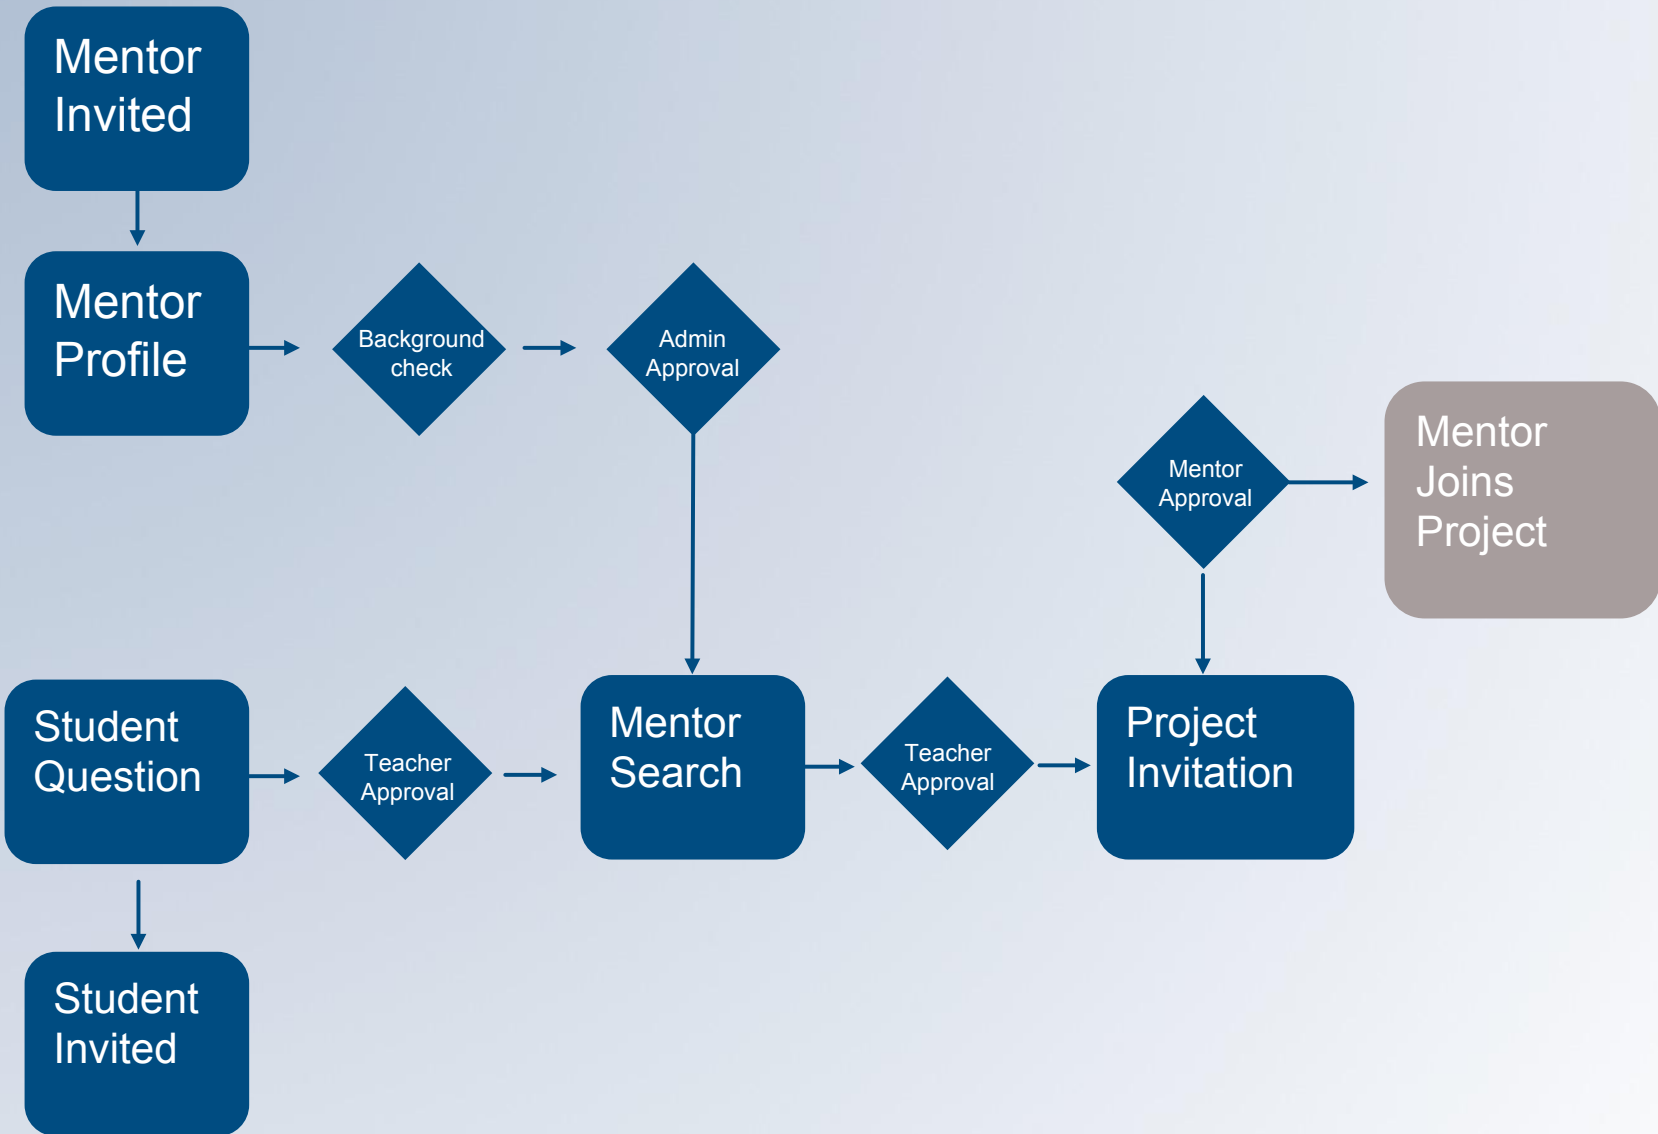 Mentor
Invited
Mentor
Profile
Background
check
Admin
Approval
Mentor
Approval
Mentor
Joins
Project
Student
Question
Teacher
Approval
Mentor
Search
Teacher
Approval
Project
Invitation
Student
Invited